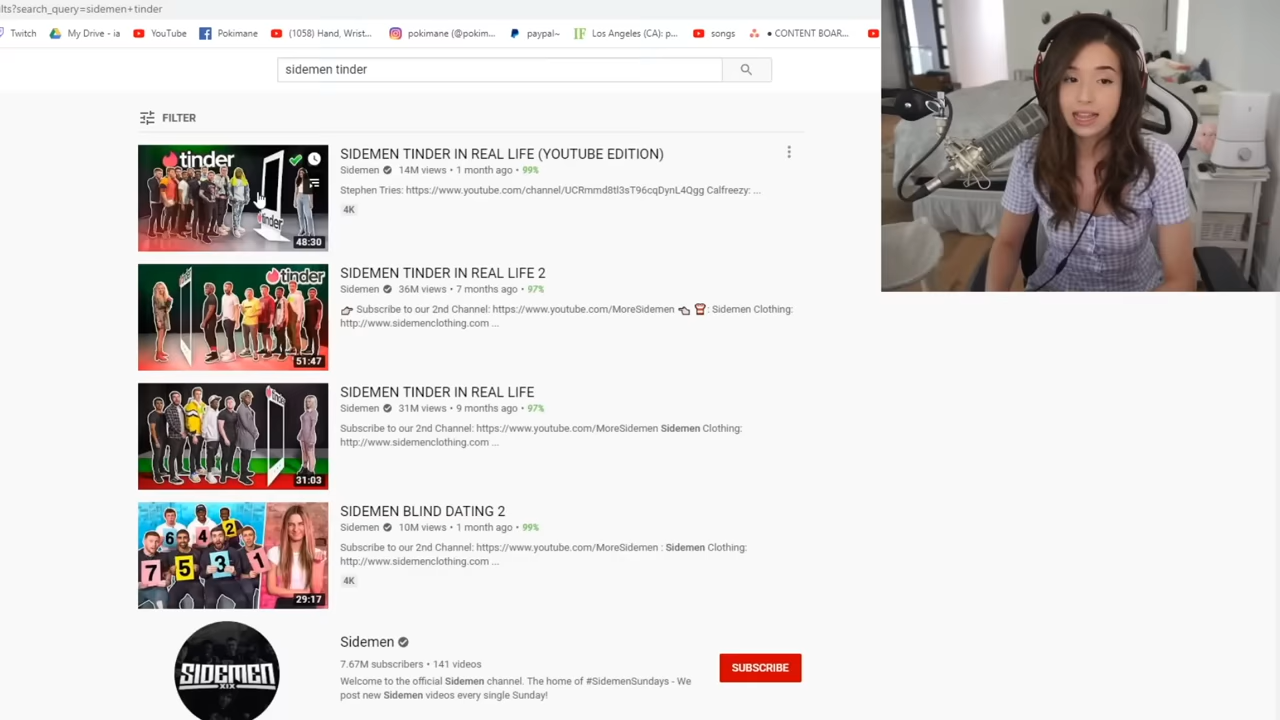 lts?search_query=sidemen+tinder
Twitch My Drive - ia YouTube Pokimane (1058) Hand, Wrist... pokimane (@pokim... paypal~ IF Los Angeles (CA): p... songs • CONTENT BOAR...
sidemen tinder
FILTER
tinder
tinder
48:30
SIDEMEN TINDER IN REAL LIFE (YOUTUBE EDITION)
Sidemen 14M views • 1 month ago • 99%
Stephen Tries: https://www.youtube.com/channel/UCRmmd8tl3sT96cqDynL4Qgg Calfreezy: ...
4K
tinder
51:47
SIDEMEN TINDER IN REAL LIFE 2
Sidemen 36M views • 7 months ago • 97%
Subscribe to our 2nd Channel: https://www.youtube.com/MoreSidemen : Sidemen Clothing:
http://www.sidemenclothing.com ...
tinder
31:03
SIDEMEN TINDER IN REAL LIFE
Sidemen 31M views • 9 months ago • 97%
Subscribe to our 2nd Channel: https://www.youtube.com/MoreSidemen Sidemen Clothing:
http://www.sidemenclothing.com ...
6 4 2
7 5 3 1
29:17
SIDEMEN BLIND DATING 2
Sidemen 10M views • 1 month ago • 99%
Subscribe to our 2nd Channel: https://www.youtube.com/MoreSidemen : Sidemen Clothing:
http://www.sidemenclothing.com ...
4K
SIDEMEN
XIX
Sidemen
7.67M subscribers • 141 videos
Welcome to the official Sidemen channel. The home of #SidemenSundays - We
post new Sidemen videos every single Sunday!
SUBSCRIBE